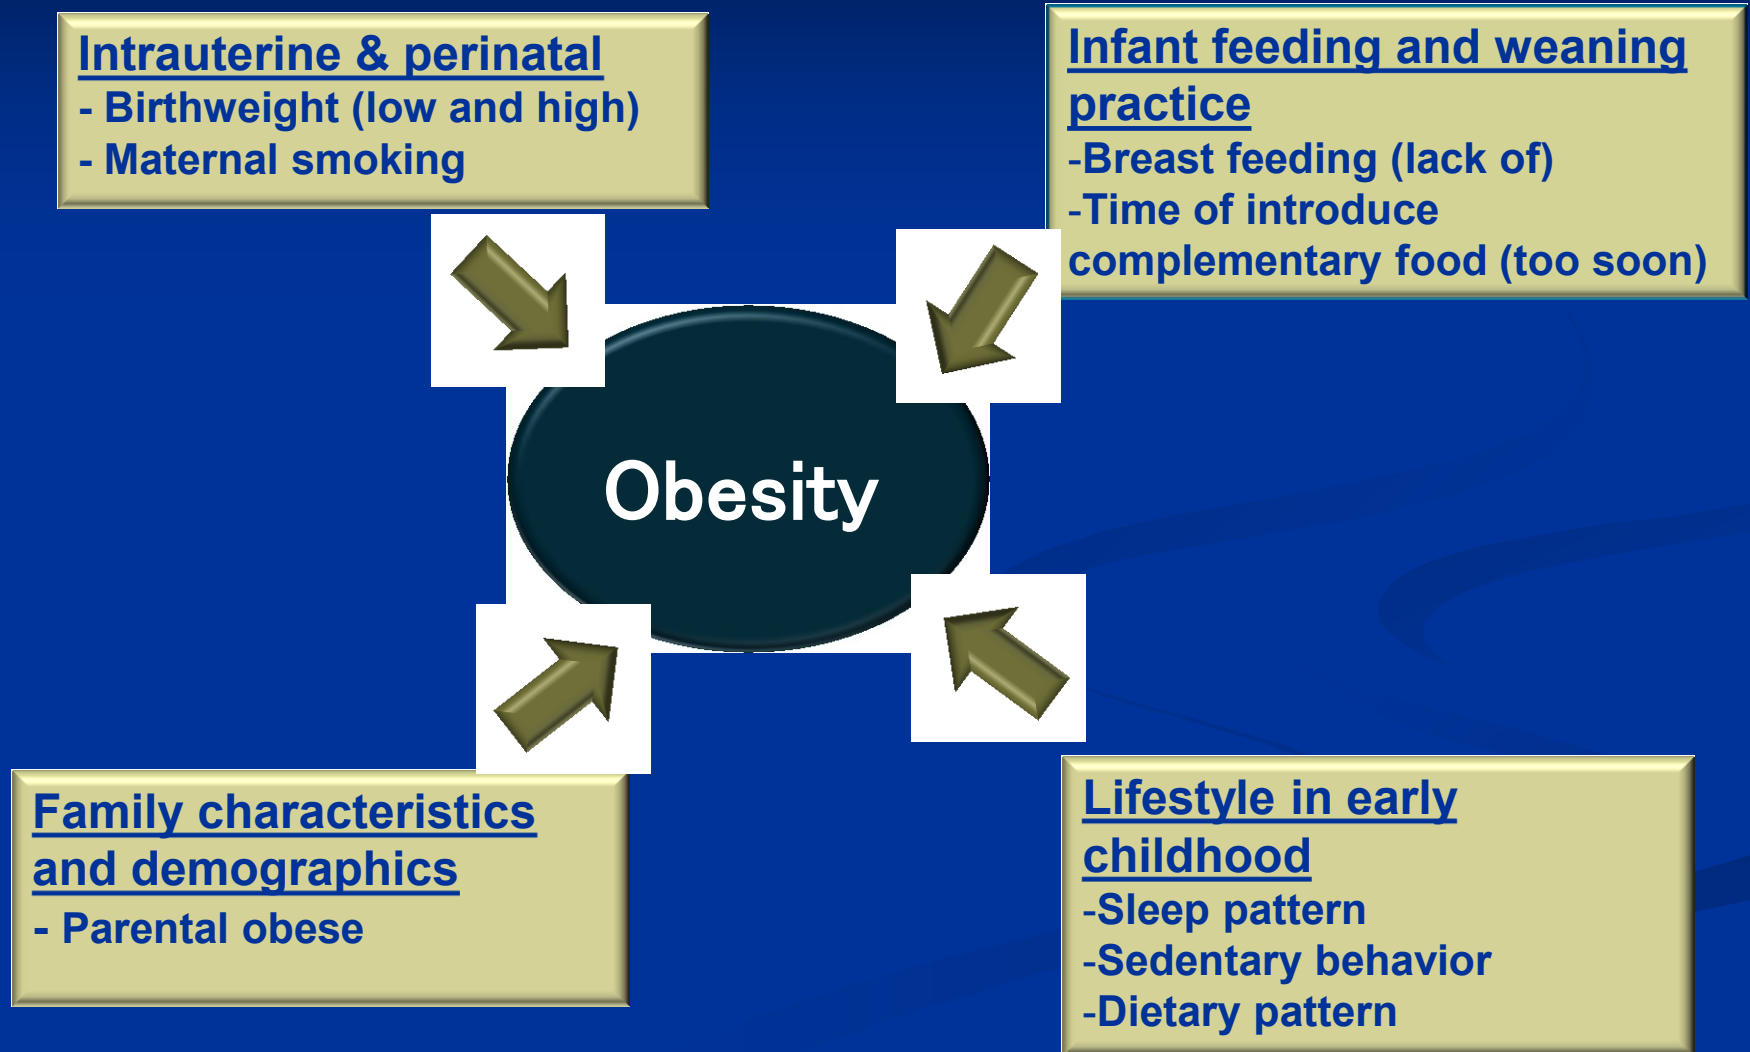 Intrauterine & perinatal
- Birthweight (low and high)
- Maternal smoking
Infant feeding and weaning
practice
-Breast feeding (lack of)
-Time of introduce
complementary food (too soon)
Obesity
Family characteristics
and demographics
- Parental obese
Lifestyle in early
childhood
-Sleep pattern
-Sedentary behavior
-Dietary pattern